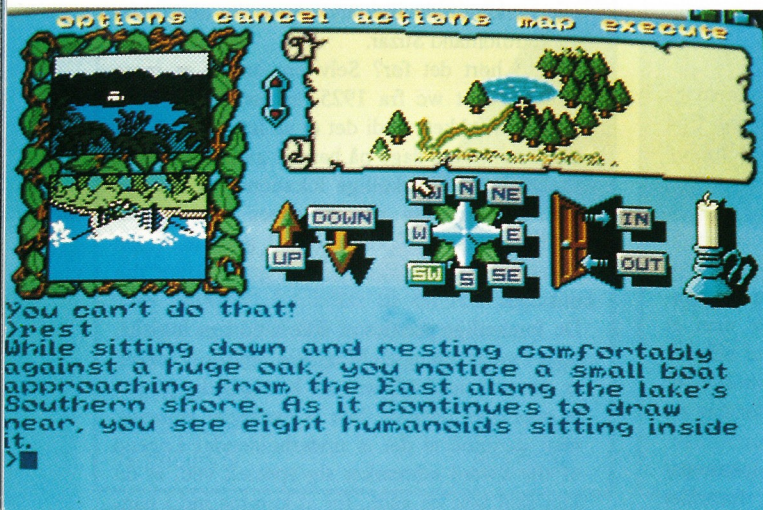 options cancel actions map execute
NW N NE
DOWN
W E IN
UP
SW S SE OUT
You can't do that!
>rest
While sitting down and resting comfortably
against a huge oak, you notice a small boat
approaching from the East along the lake's
Southern shore. As it continues to draw
near, you see eight humanoids sitting inside
it.
>